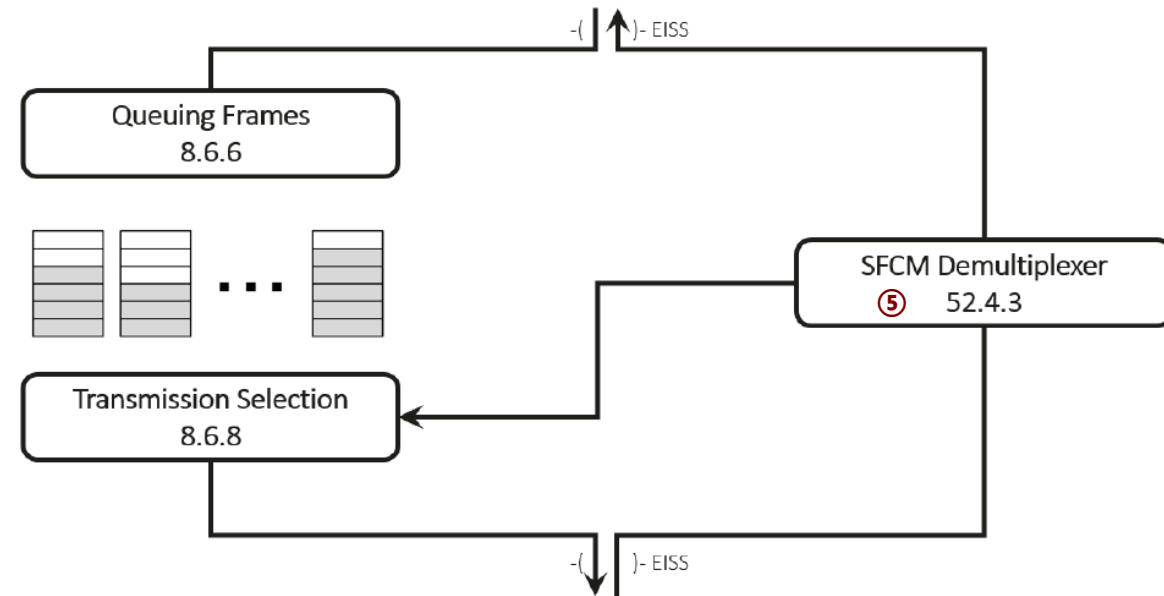 -( )- EISS
Queuing Frames
8.6.6
SFCM Demultiplexer
⑤ 52.4.3
Transmission Selection
8.6.8
-( )- EISS